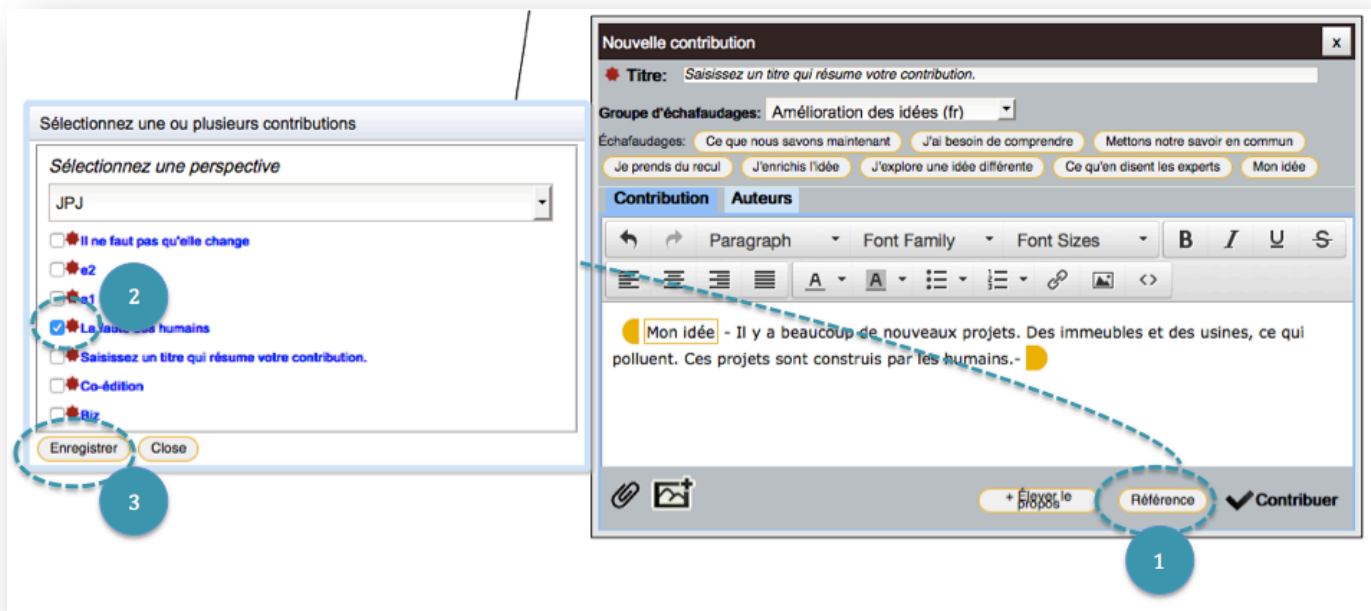 Sélectionnez une ou plusieurs contributions
Sélectionnez une perspective
JPJ
Il ne faut pas qu'elle change
e2
e1
2
La faute des humains
Saisissez un titre qui résume votre contribution.
Co-édition
Biz
Enregistrer Close
3
Nouvelle contribution x
Titre: Saisissez un titre qui résume votre contribution.
Groupe d'échafaudages: Amélioration des idées (fr)
Échafaudages: Ce que nous savons maintenant J'ai besoin de comprendre Mettons notre savoir en commun
Je prends du recul J'enrichis l'idée J'explore une idée différente Ce qu'en disent les experts Mon idée
Contribution Auteurs
Paragraph Font Family Font Sizes B I U S
A A
Mon idée - Il y a beaucoup de nouveaux projets. Des immeubles et des usines, ce qui
polluent. Ces projets sont construis par les humains.-
+ Élever le
propos
Référence
Contribuer
1